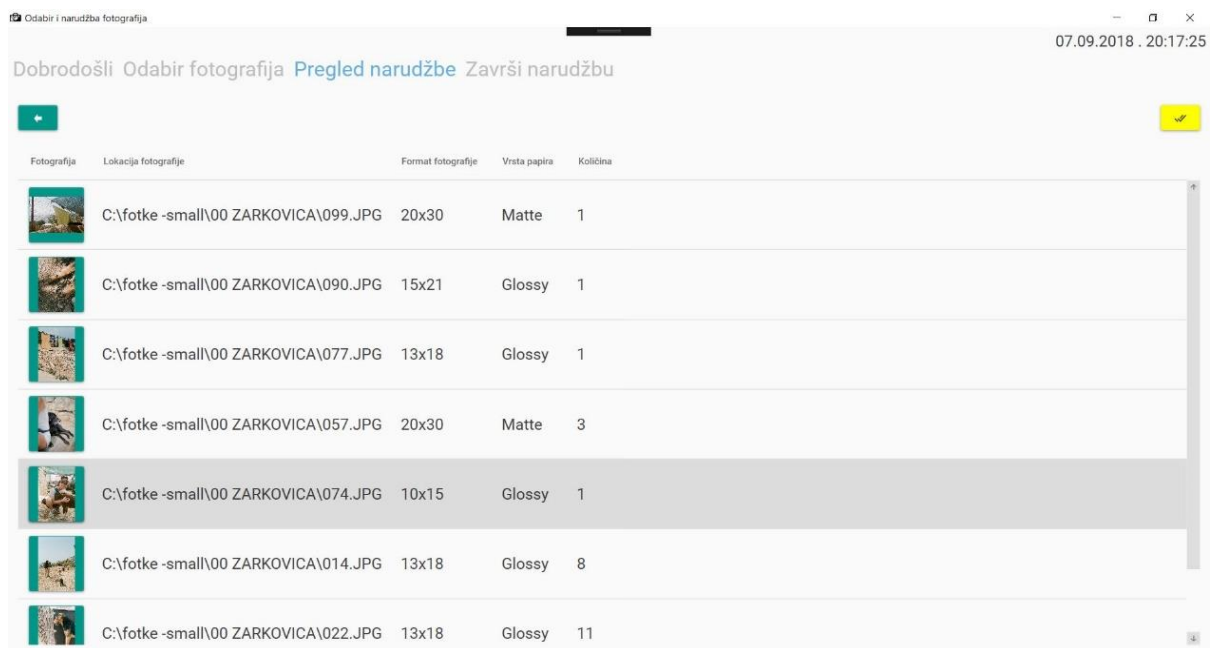 Odabir i narudžba fotografija
07.09.2018 . 20:17:25
Dobrodošli Odabir fotografija Pregled narudžbe Završi narudžbu
Fotografija Lokacija fotografije Format fotografije Vrsta papira Količina
C:\fotke -small\00 ZARKOVICA\099.JPG 20x30 Matte 1
C:\fotke -small\00 ZARKOVICA\090.JPG 15x21 Glossy 1
C:\fotke -small\00 ZARKOVICA\077.JPG 13x18 Glossy 1
C:\fotke -small\00 ZARKOVICA\057.JPG 20x30 Matte 3
C:\fotke -small\00 ZARKOVICA\074.JPG 10x15 Glossy 1
C:\fotke -small\00 ZARKOVICA\014.JPG 13x18 Glossy 8
C:\fotke -small\00 ZARKOVICA\022.JPG 13x18 Glossy 11